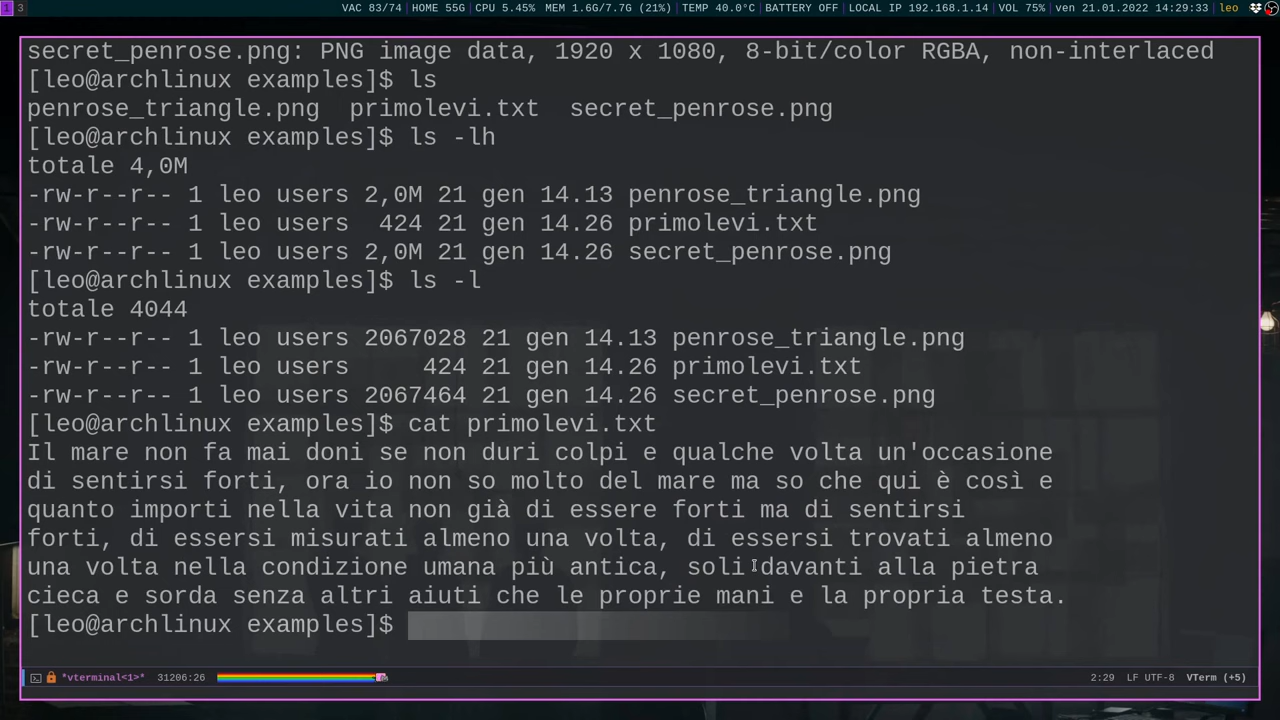 1 3 VAC 83/74 | HOME 55G | CPU 5.45% MEM 1.6G/7.7G (21%) | TEMP 40.0°C | BATTERY OFF | LOCAL IP 192.168.1.14 | VOL 75% | ven 21.01.2022 14:29:33 | leo
secret_penrose.png: PNG image data, 1920 x 1080, 8-bit/color RGBA, non-interlaced
[leo@archlinux examples]$ ls
penrose_triangle.png  primolevi.txt  secret_penrose.png
[leo@archlinux examples]$ ls -lh
totale 4,0M
-rw-r--r-- 1 leo users 2,0M 21 gen 14.13 penrose_triangle.png
-rw-r--r-- 1 leo users  424 21 gen 14.26 primolevi.txt
-rw-r--r-- 1 leo users 2,0M 21 gen 14.26 secret_penrose.png
[leo@archlinux examples]$ ls -l
totale 4044
-rw-r--r-- 1 leo users 2067028 21 gen 14.13 penrose_triangle.png
-rw-r--r-- 1 leo users     424 21 gen 14.26 primolevi.txt
-rw-r--r-- 1 leo users 2067464 21 gen 14.26 secret_penrose.png
[leo@archlinux examples]$ cat primolevi.txt
Il mare non fa mai doni se non duri colpi e qualche volta un'occasione
di sentirsi forti, ora io non so molto del mare ma so che qui è così e
quanto importi nella vita non già di essere forti ma di sentirsi
forti, di essersi misurati almeno una volta, di essersi trovati almeno
una volta nella condizione umana più antica, soli davanti alla pietra
cieca e sorda senza altri aiuti che le proprie mani e la propria testa.
[leo@archlinux examples]$
*vterminal<1>* 31206:26 2:29 LF UTF-8 VTerm (+5)